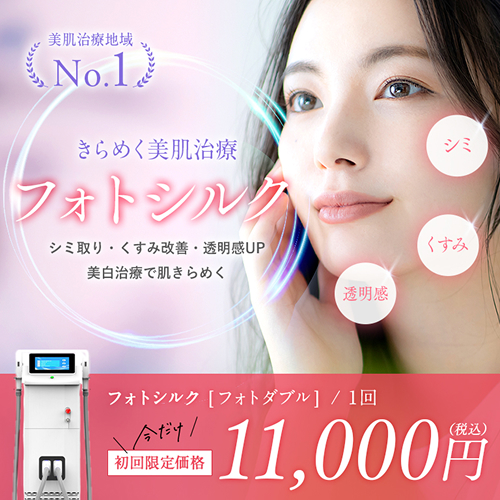 美肌治療地域
No.1
きらめく美肌治療
フォトシルク
シミ取り・くすみ改善・透明感UP
美白治療で肌きらめく
シミ
くすみ
透明感
フォトシルク [フォトダブル] / 1回
今だけ
初回限定価格
11,000円
(税込)